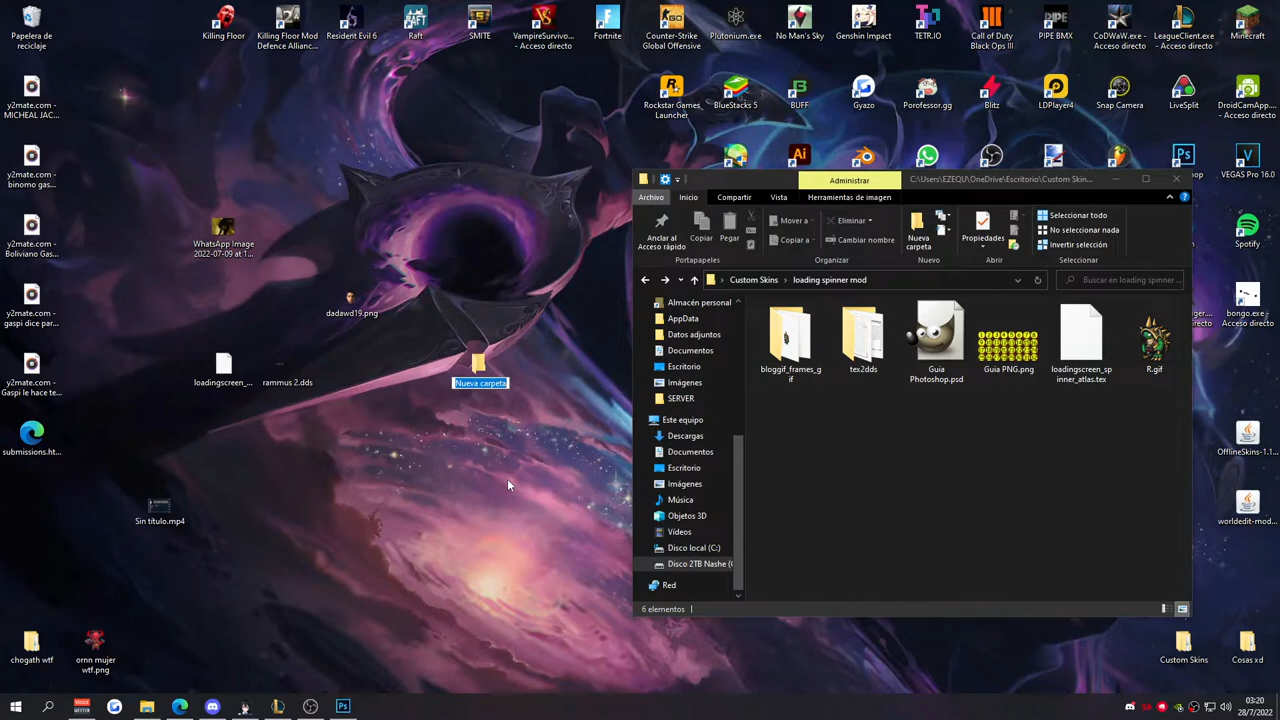 Papelera de
reciclaje
Killing Floor
Killing Floor Mod
Defence Allianc...
Resident Evil 6
Raft
SMITE
VampireSurvivo...
- Acceso directo
Fortnite
Counter-Strike
Global Offensive
Plutonium.exe
No Man's Sky
Genshin Impact
TETR.IO
Call of Duty
Black Ops III
PIPE BMX
CoDWaW.exe -
Acceso directo
LeagueClient.exe
- Acceso directo
Minecraft
y2mate.com -
MICHEAL JAC...
Rockstar Games
Launcher
BlueStacks 5
BUFF
Gyazo
Porofessor.gg
Blitz
LDPlayer4
Snap Camera
LiveSplit
DroidCamApp....
Acceso directo
y2mate.com -
binomo gas...
VEGAS Pro
Administrar
C:\Users\EZEQU\OneDrive\Escritorio\Custom Skin...
Archivo
Inicio
Compartir
Vista
Herramientas de imagen
Anclar al
Acceso rápido
Copiar
Pegar
Portapapeles
Mover a
Copiar a
Eliminar
Cambiar nombre
Organizar
Nueva
carpeta
Nuevo
Propiedades
Abrir
Seleccionar todo
No seleccionar nada
Invertir selección
Seleccionar
Custom Skins
loading spinner mod
Buscar en loading spinner...
y2mate.com -
Boliviano Gas...
WhatsApp Image
2022-07-09 at 1...
Spotify
y2mate.com -
gaspi dice par...
dadawd19.png
bongo.exe -
Acceso directo
y2mate.com -
Gaspi le hace te...
loadingscreen_...
rammus 2.dds
Nueva carpeta
Almacén personal
AppData
Datos adjuntos
Documentos
Escritorio
Imágenes
SERVER
Este equipo
Descargas
Documentos
Escritorio
Imágenes
Música
Objetos 3D
Vídeos
Disco local (C:)
Disco 2TB Nashe (
Red
bloggif_frames_g
if
tex2dds
Guia
Photoshop.psd
Guia PNG.png
loadingscreen_sp
inner_atlas.tex
R.gif
6 elementos
submissions.ht...
OfflineSkins-1.1...
Sin título.mp4
worldedit-mod...
chogath wtf
ornn mujer
wtf.png
Custom Skins
Cosas xd
03:20
28/7/2022